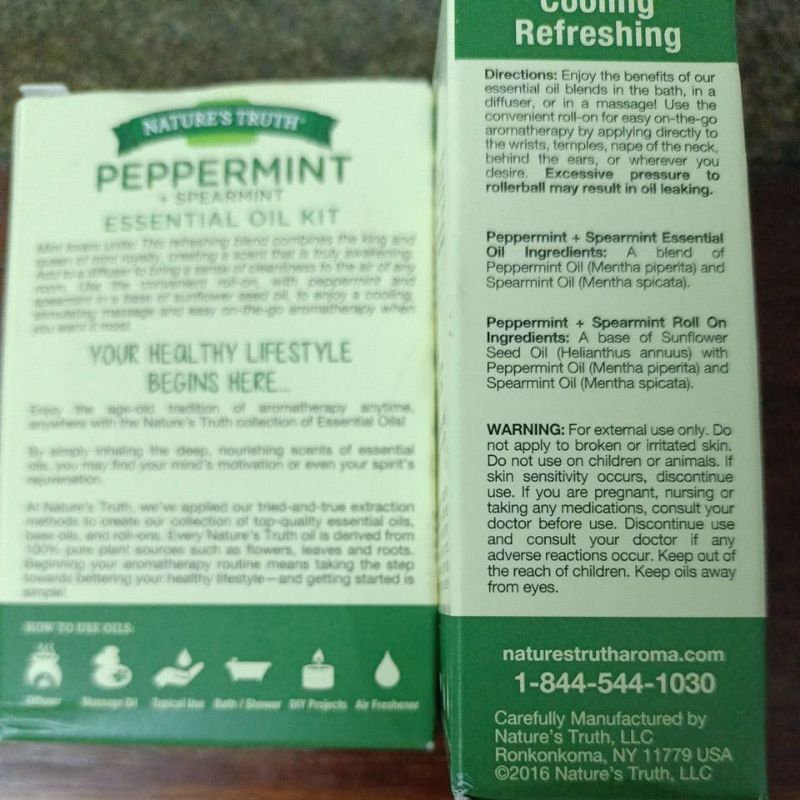 NATURE'S TRUTH®
PEPPERMINT
+ SPEARMINT
ESSENTIAL OIL KIT
Mint lovers unite! This refreshing blend combines the king and
queen of mint royalty, creating a scent that is truly awakening.
Add to a diffuser to bring a sense of cleanliness to the air of any
room. Use the convenient roll-on, with peppermint and
spearmint in a base of sunflower seed oil, to enjoy a cooling,
stimulating massage and easy on-the-go aromatherapy when
you want it most.
YOUR HEALTHY LIFESTYLE
BEGINS HERE...
Enjoy the age-old tradition of aromatherapy anytime,
anywhere with the Nature's Truth collection of Essential Oils!
By simply inhaling the deep, nourishing scents of essential
oils, you may find your mind's motivation or even your spirit's
rejuvenation.
At Nature's Truth, we've applied our tried-and-true extraction
methods to create our collection of top-quality essential oils,
base oils, and roll-ons. Every Nature's Truth oil is derived from
100% pure plant sources such as flowers, leaves and roots.
Beginning your aromatherapy routine means taking the step
towards bettering your healthy lifestyle—and getting started is
simple!
HOW TO USE OILS:
Diffuser Massage Oil Topical Use Bath / Shower DIY Projects Air Freshener
Cooling
Refreshing
Directions: Enjoy the benefits of our
essential oil blends in the bath, in a
diffuser, or in a massage! Use the
convenient roll-on for easy on-the-go
aromatherapy by applying directly to
the wrists, temples, nape of the neck,
behind the ears, or wherever you
desire. Excessive pressure to
rollerball may result in oil leaking.
Peppermint + Spearmint Essential
Oil Ingredients: A blend of
Peppermint Oil (Mentha piperita) and
Spearmint Oil (Mentha spicata).
Peppermint + Spearmint Roll On
Ingredients: A base of Sunflower
Seed Oil (Helianthus annuus) with
Peppermint Oil (Mentha piperita) and
Spearmint Oil (Mentha spicata).
WARNING: For external use only. Do
not apply to broken or irritated skin.
Do not use on children or animals. If
skin sensitivity occurs, discontinue
use. If you are pregnant, nursing or
taking any medications, consult your
doctor before use. Discontinue use
and consult your doctor if any
adverse reactions occur. Keep out of
the reach of children. Keep oils away
from eyes.
naturestrutharoma.com
1-844-544-1030
Carefully Manufactured by
Nature's Truth, LLC
Ronkonkoma, NY 11779 USA
©2016 Nature's Truth, LLC